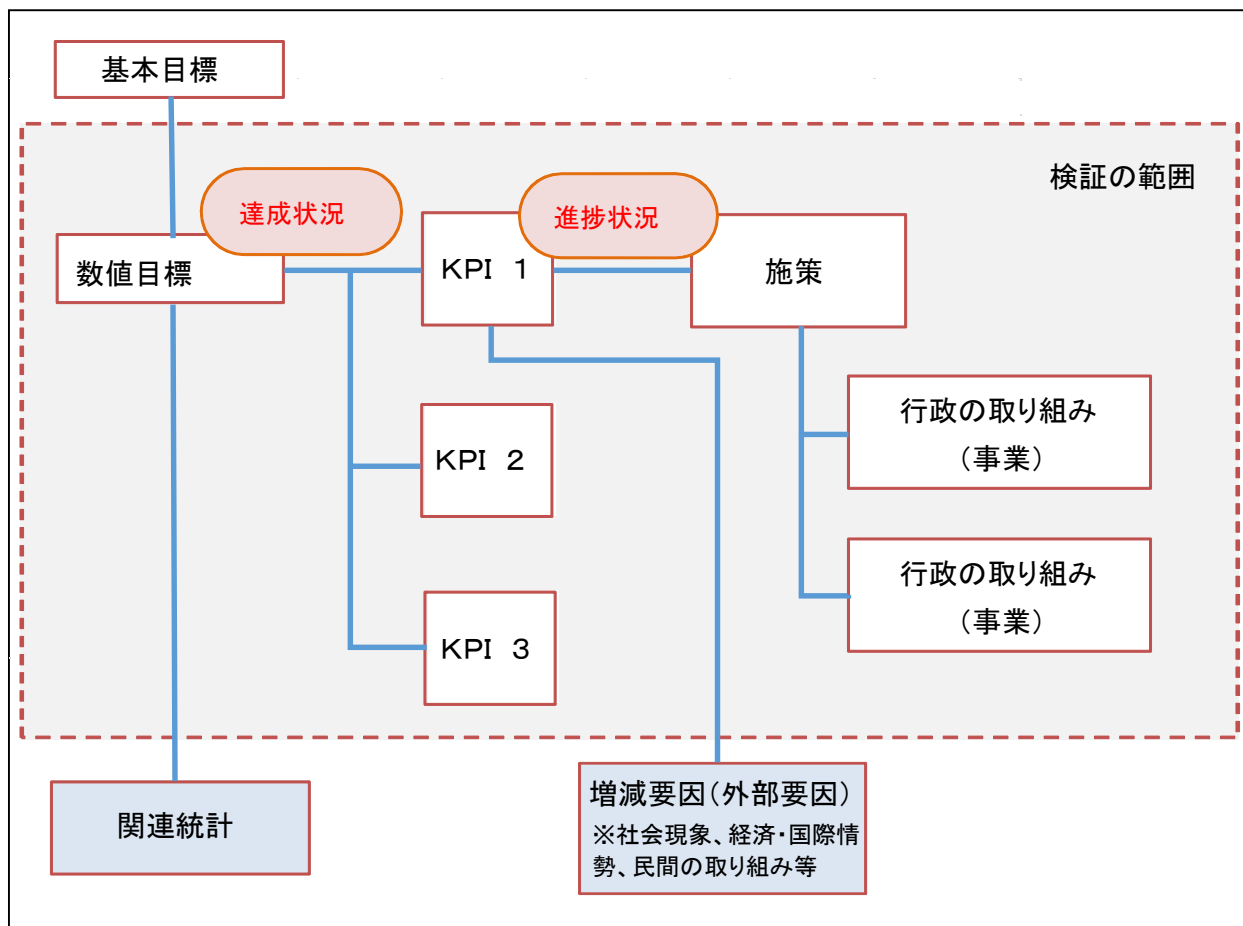 基本目標
検証の範囲
達成状況
進捗状況
数値目標
KPI 1
施策
行政の取り組み
(事業)
KPI 2
行政の取り組み
(事業)
KPI 3
関連統計
増減要因(外部要因)
※社会現象、経済・国際情
勢、民間の取り組み等